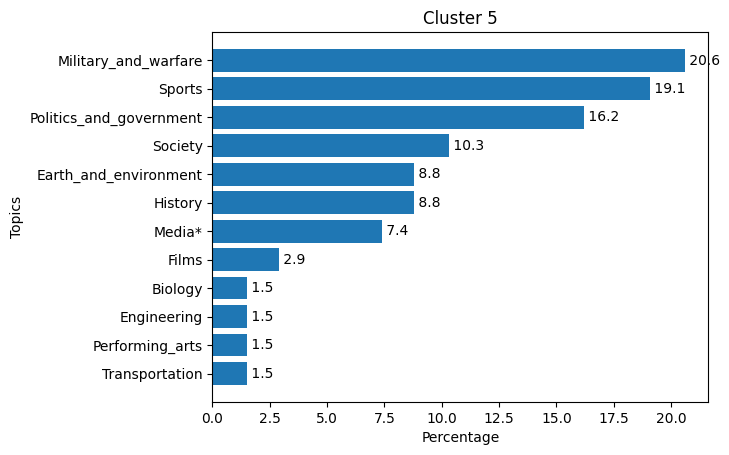 Cluster 5
Military_and_warfare 20.6
Sports 19.1
Politics_and_government 16.2
Society 10.3
Earth_and_environment 8.8
History 8.8
Media* 7.4
Films 2.9
Biology 1.5
Engineering 1.5
Performing_arts 1.5
Transportation 1.5
Topics
0.0 2.5 5.0 7.5 10.0 12.5 15.0 17.5 20.0
Percentage